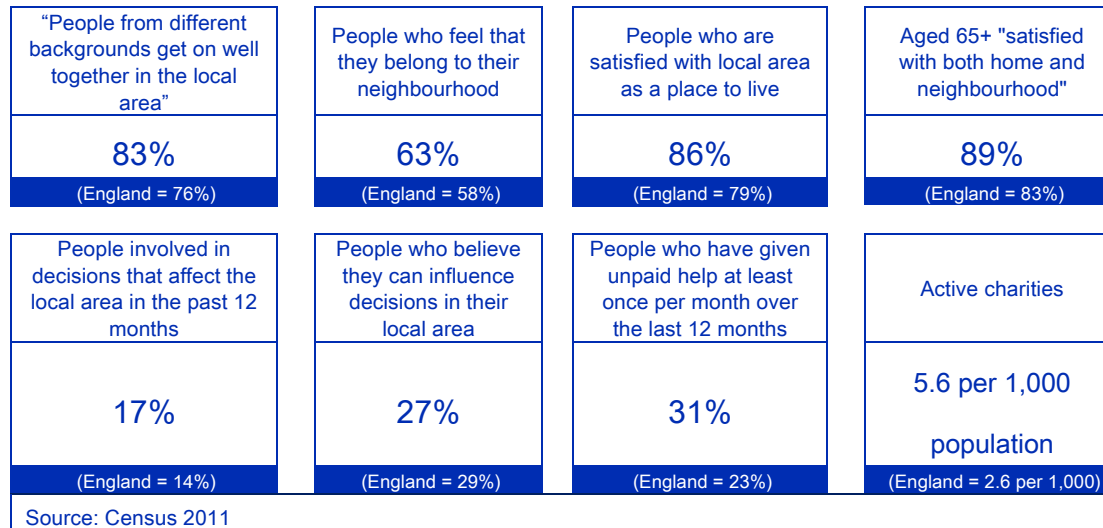 “People from different
backgrounds get on well
together in the local
area”
83%
(England = 76%)
People who feel that
they belong to their
neighbourhood
63%
(England = 58%)
People who are
satisfied with local area
as a place to live
86%
(England = 79%)
Aged 65+ "satisfied
with both home and
neighbourhood"
89%
(England = 83%)
People involved in
decisions that affect the
local area in the past 12
months
17%
(England = 14%)
People who believe
they can influence
decisions in their
local area
27%
(England = 29%)
People who have given
unpaid help at least
once per month over
the last 12 months
31%
(England = 23%)
Active charities
5.6 per 1,000
population
(England = 2.6 per 1,000)
Source: Census 2011